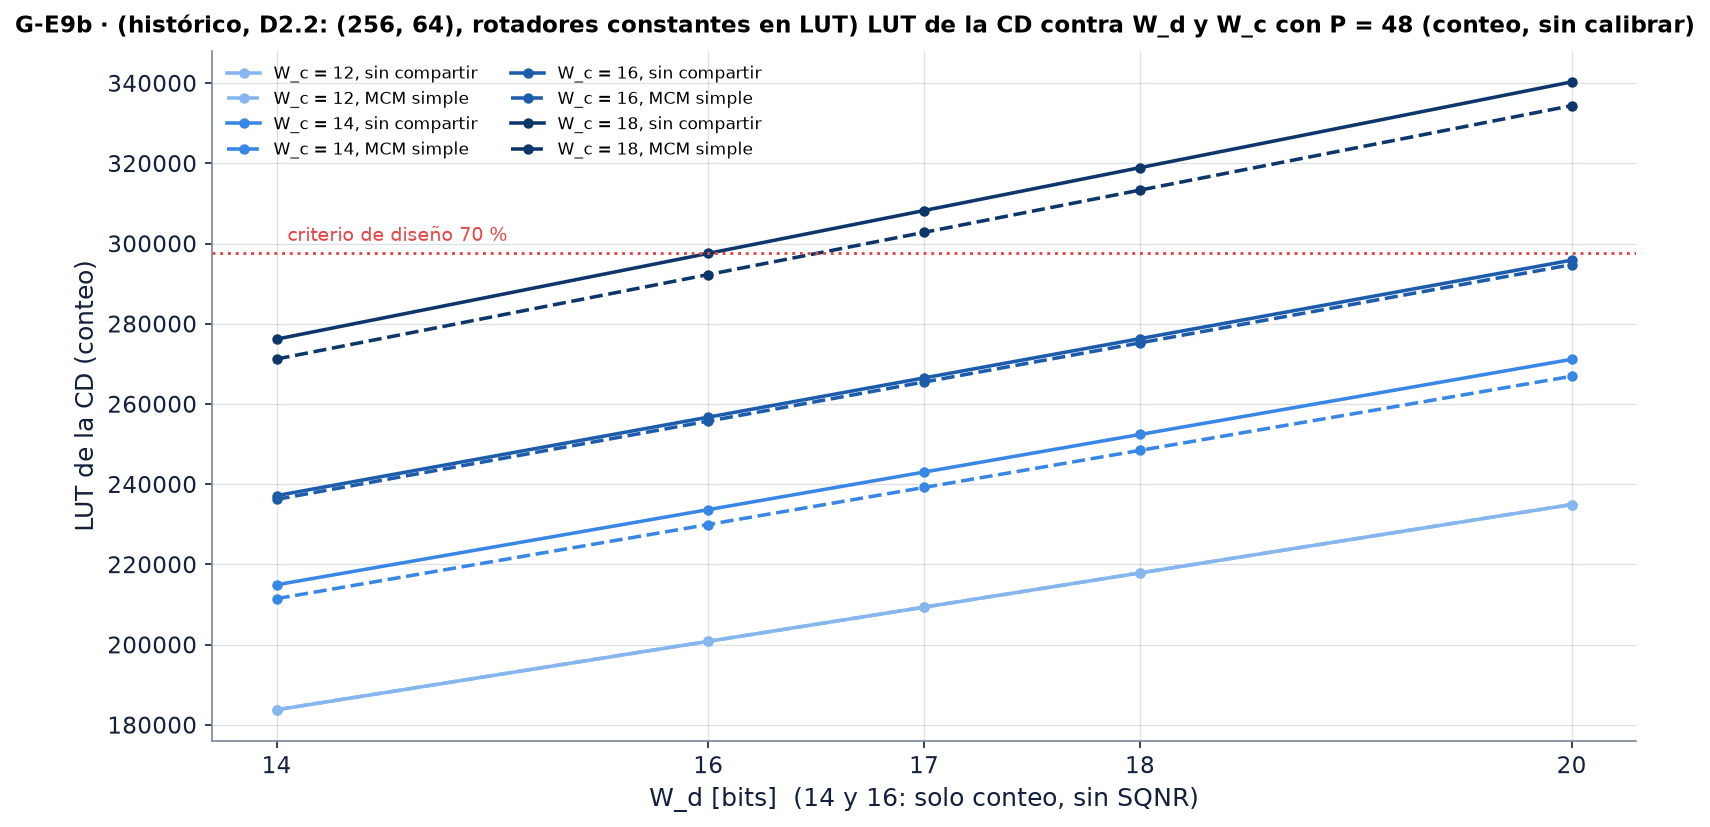 G-E9b · (histórico, D2.2: (256, 64), rotadores constantes en LUT) LUT de la CD contra W_d y W_c con P = 48 (conteo, sin calibrar)
W_c = 12, sin compartir
W_c = 12, MCM simple
W_c = 14, sin compartir
W_c = 14, MCM simple
W_c = 16, sin compartir
W_c = 16, MCM simple
W_c = 18, sin compartir
W_c = 18, MCM simple
criterio de diseño 70 %
LUT de la CD (conteo)
340000
320000
300000
280000
260000
240000
220000
200000
180000
14
16
17
18
20
W_d [bits]  (14 y 16: solo conteo, sin SQNR)